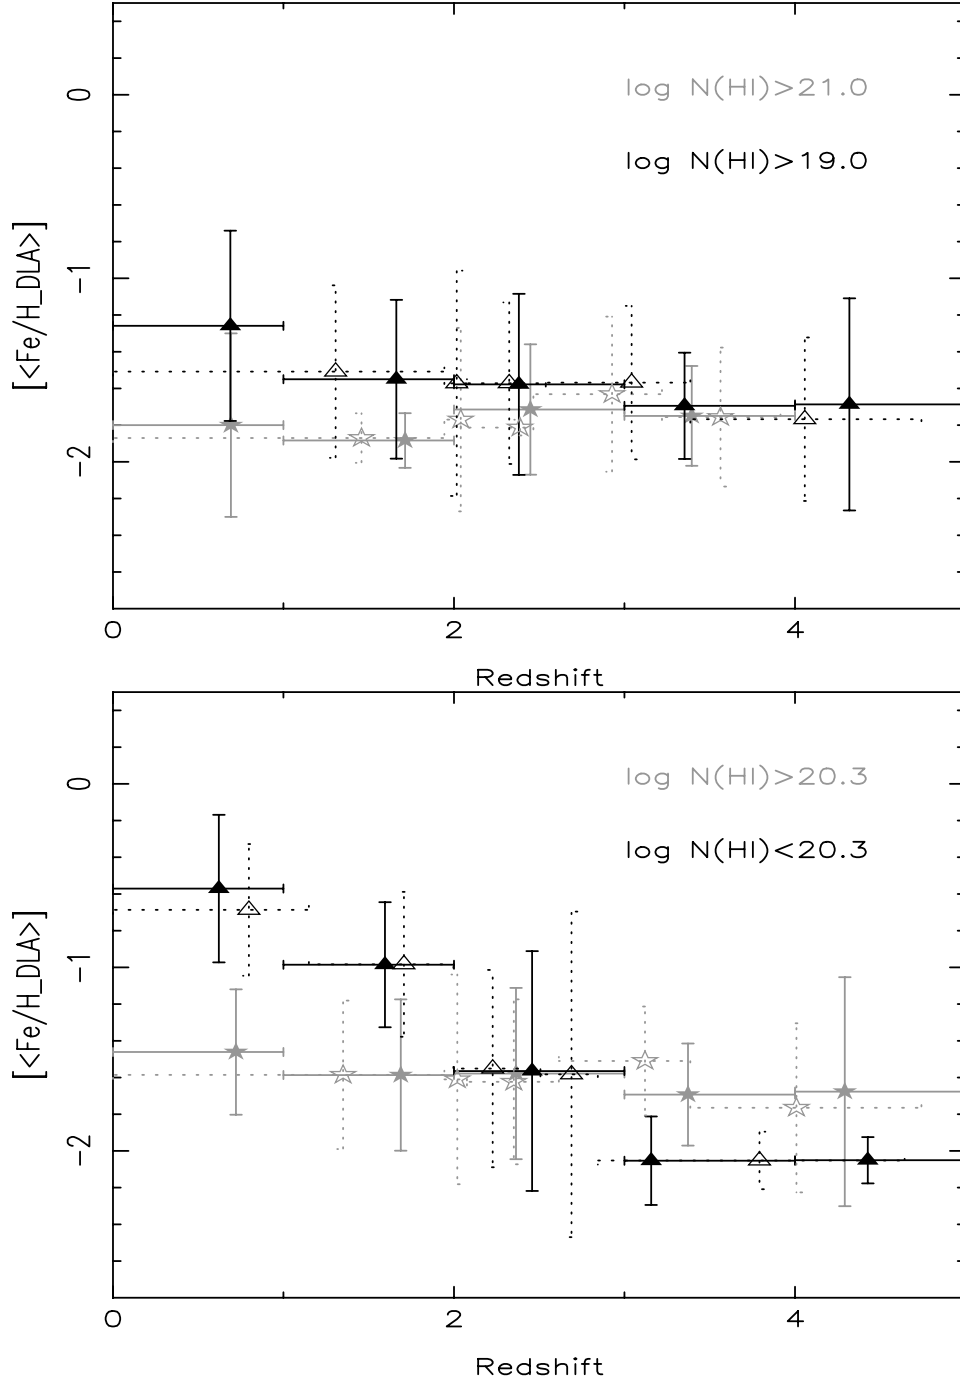 log N(HI)>21.0
log N(HI)>19.0
[<Fe/H_DLA>]
0
−1
−2
0 2 4
Redshift
log N(HI)>20.3
log N(HI)<20.3
[<Fe/H_DLA>]
0
−1
−2
0 2 4
Redshift